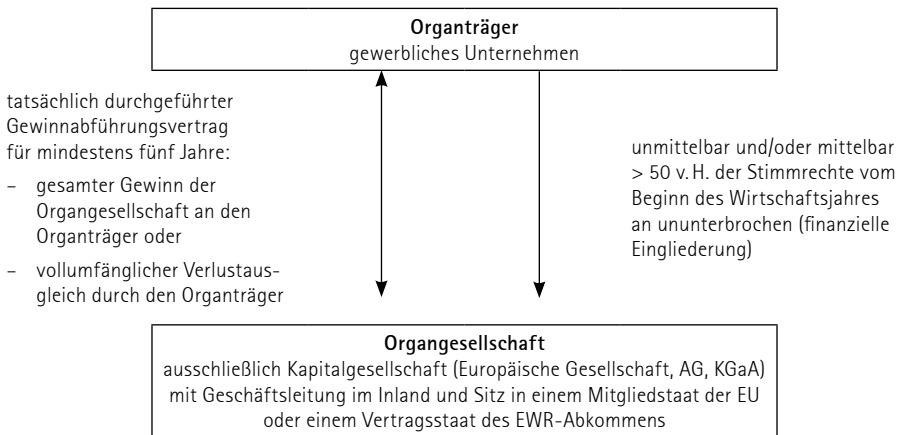 Organträger
gewerbliches Unternehmen
tatsächlich durchgeführter
Gewinnabführungsvertrag
für mindestens fünf Jahre:
– gesamter Gewinn der
Organgesellschaft an den
Organträger oder
– vollumfänglicher Verlustaus-
gleich durch den Organträger
unmittelbar und/oder mittelbar
> 50 v. H. der Stimmrechte vom
Beginn des Wirtschaftsjahres
an ununterbrochen (finanzielle
Eingliederung)
Organgesellschaft
ausschließlich Kapitalgesellschaft (Europäische Gesellschaft, AG, KGaA)
mit Geschäftsleitung im Inland und Sitz in einem Mitgliedstaat der EU
oder einem Vertragsstaat des EWR-Abkommens